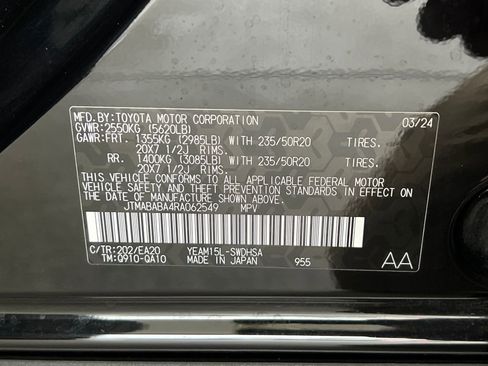 MFD.BY:TOYOTA MOTOR CORPORATION 03/24
GVWR:2550KG (5620LB)
GAWR:FRT. 1355KG (2985LB) WITH 235/50R20 TIRES,
20X7 1/2J RIMS,
RR. 1400KG (3085LB) WITH 235/50R20 TIRES,
20X7 1/2J RIMS.
THIS VEHICLE CONFORMS TO ALL APPLICABLE FEDERAL MOTOR
VEHICLE SAFETY AND THEFT PREVENTION STANDARDS IN EFFECT
ON THE DATE OF MANUFACTURE SHOWN ABOVE.
JTMABABA4RA062549 MPV
C/TR:202/EA20 YEAM15L-SWDHSA
TM:Q910-QA10 MADE IN JAPAN 955 AA